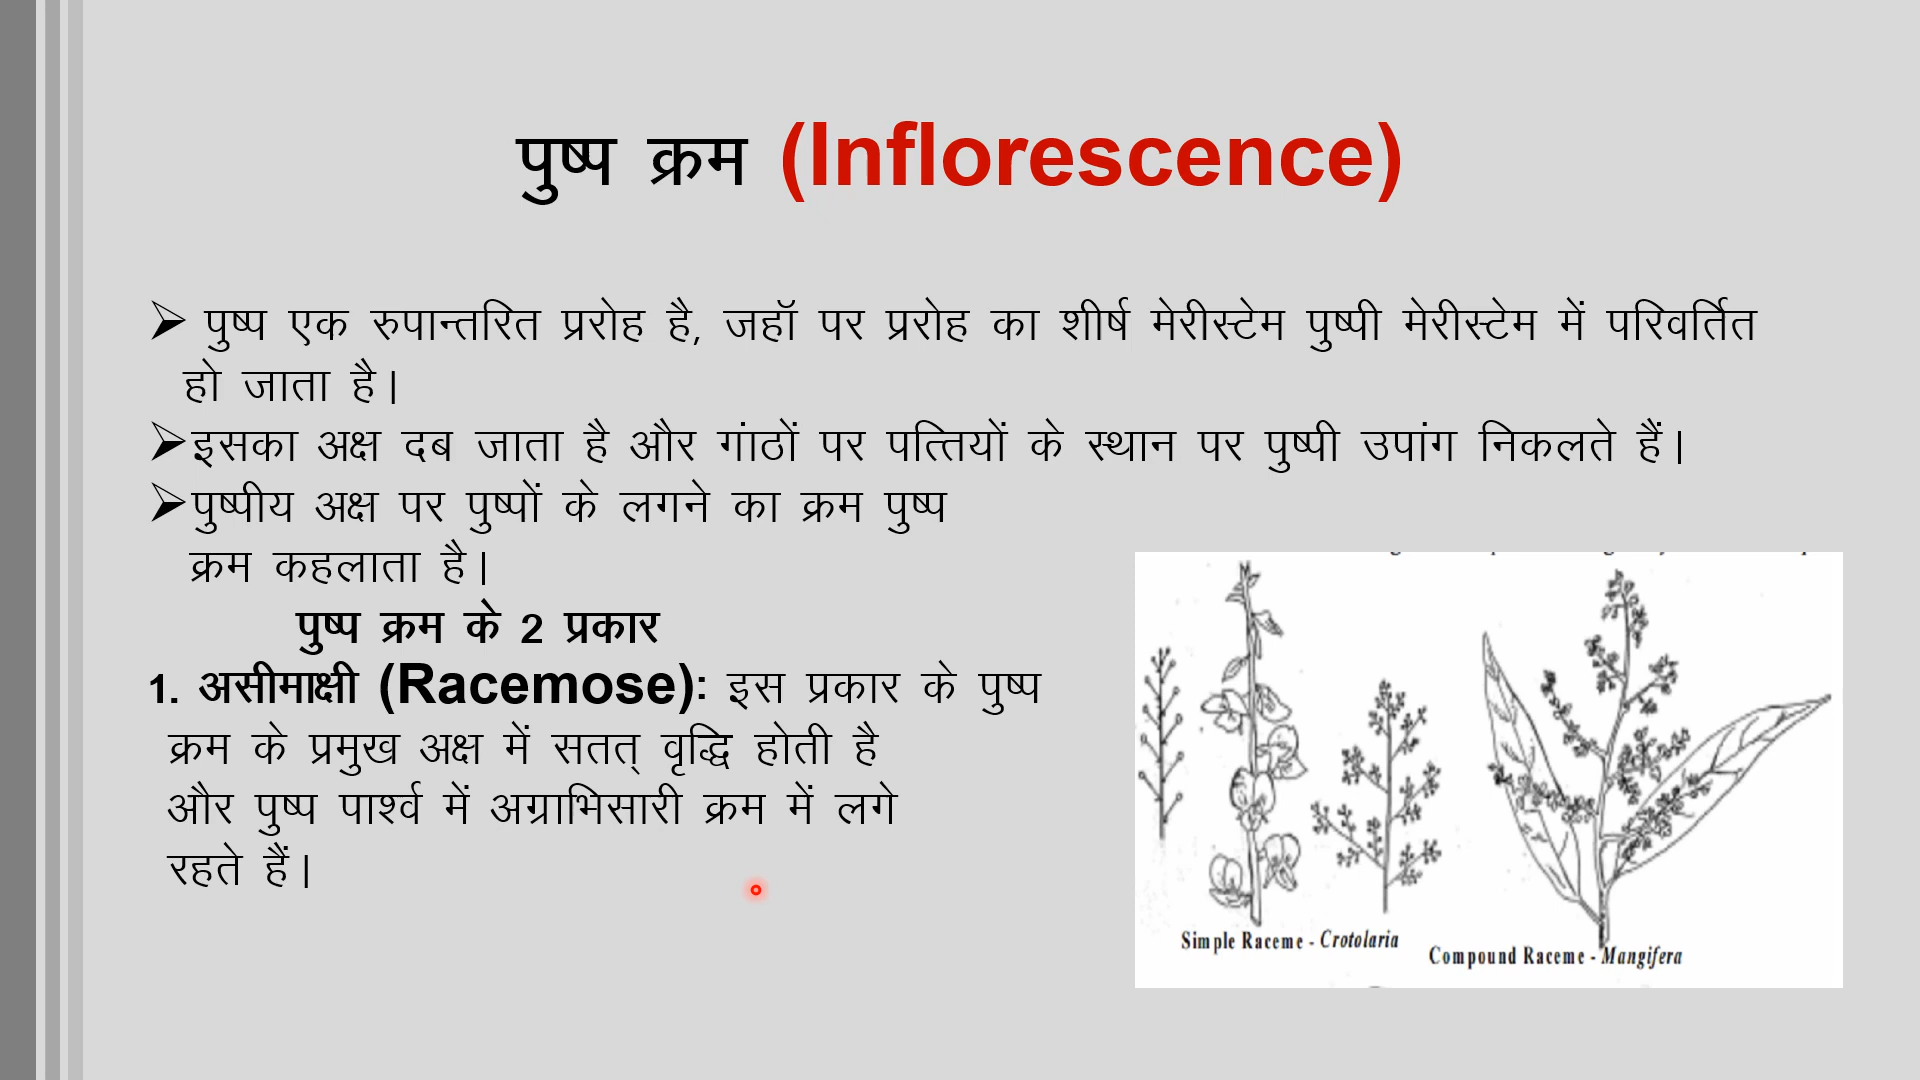 पुष्प क्रम (Inflorescence)
➢ पुष्प एक रुपान्तरित प्ररोह है, जहॉ पर प्ररोह का शीर्ष मेरीस्टेम पुष्पी मेरीस्टेम में परिवर्तित
हो जाता है।
➢इसका अक्ष दब जाता है और गांठों पर पत्तियों के स्थान पर पुष्पी उपांग निकलते हैं।
➢पुष्पीय अक्ष पर पुष्पों के लगने का क्रम पुष्प
क्रम कहलाता है।
पुष्प क्रम के 2 प्रकार
1. असीमाक्षी (Racemose): इस प्रकार के पुष्प
क्रम के प्रमुख अक्ष में सतत् वृद्धि होती है
और पुष्प पार्श्व में अग्राभिसारी क्रम में लगे
रहते हैं।
Simple Raceme - Crotolaria
Compound Raceme - Mangifera